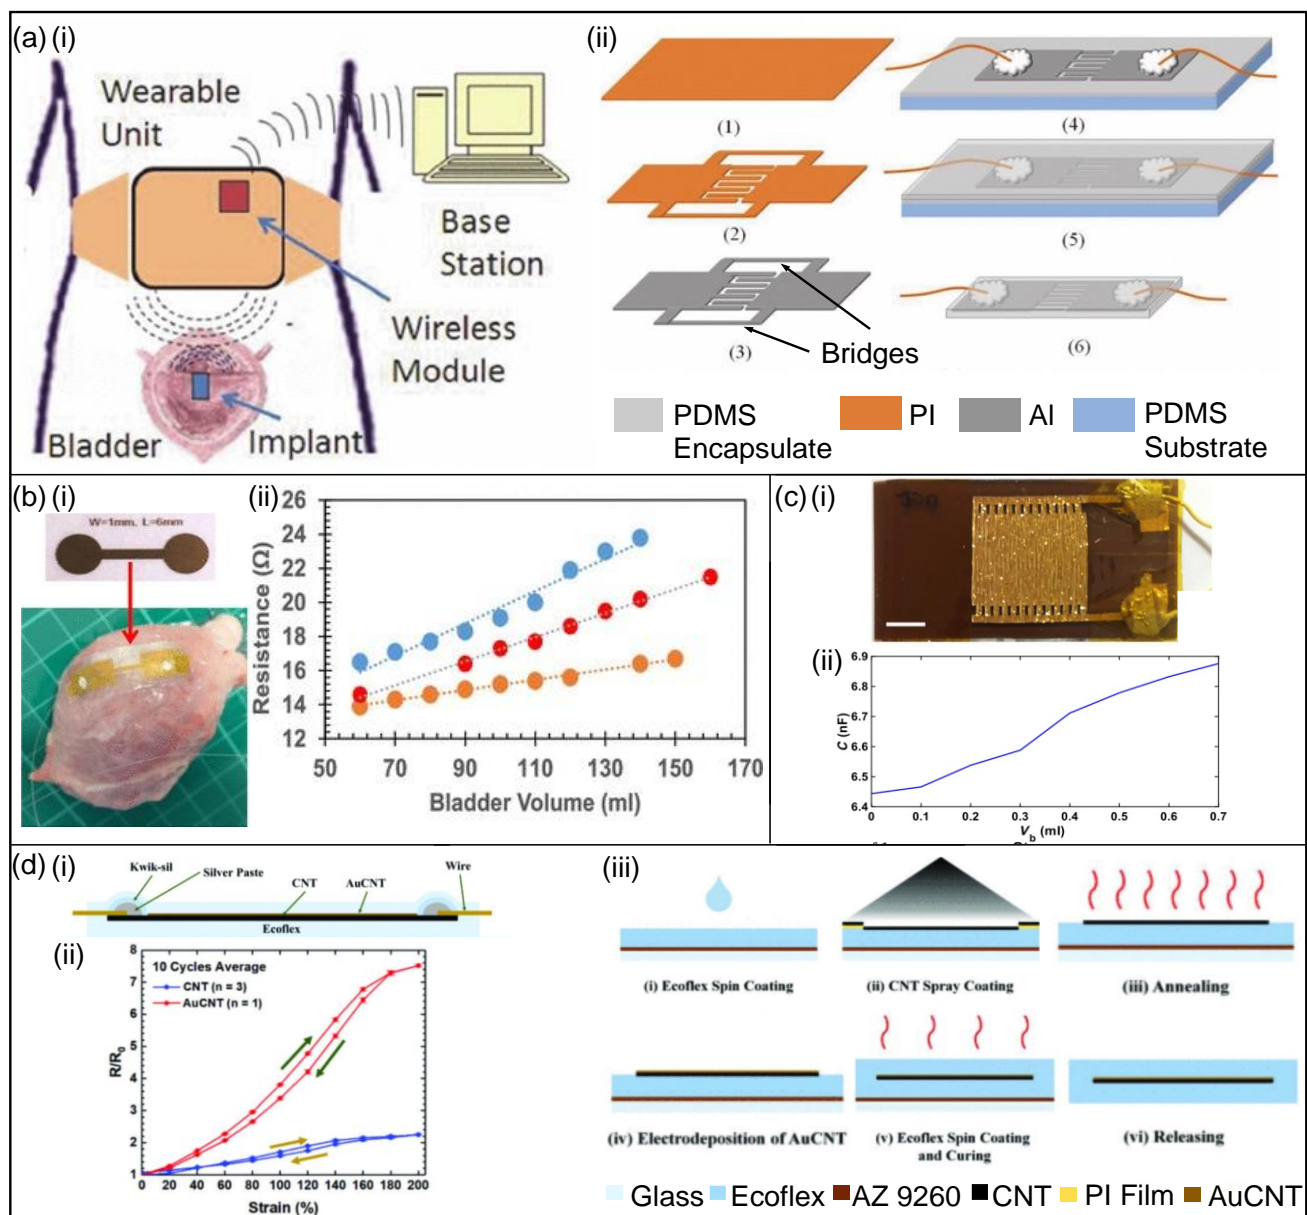 (a) (i)
Wearable
Unit
Base
Station
Wireless
Module
Bladder
Implant
(ii)
(1)
(2)
(3)
(4)
(5)
(6)
Bridges
PDMS
Encapsulate
PI
Al
PDMS
Substrate
(b) (i)
W=1mm, L=6mm
(ii)
Resistance (Ω)
26
24
22
20
18
16
14
12
50 70 90 110 130 150 170
Bladder Volume (ml)
(c) (i)
(ii)
C (nF)
6.9
6.8
6.7
6.6
6.5
6.4
0 0.1 0.2 0.3 0.4 0.5 0.6 0.7
V_b (ml)
(d) (i)
Kwik-sil
Silver Paste
CNT
AuCNT
Wire
Ecoflex
(ii)
10 Cycles Average
CNT (n = 3)
AuCNT (n = 1)
R/R_0
8
7
6
5
4
3
2
1
0 20 40 60 80 100 120 140 160 180 200
Strain (%)
(iii)
(i) Ecoflex Spin Coating
(ii) CNT Spray Coating
(iii) Annealing
(iv) Electrodeposition of AuCNT
(v) Ecoflex Spin Coating
and Curing
(vi) Releasing
Glass Ecoflex AZ 9260 CNT PI Film AuCNT